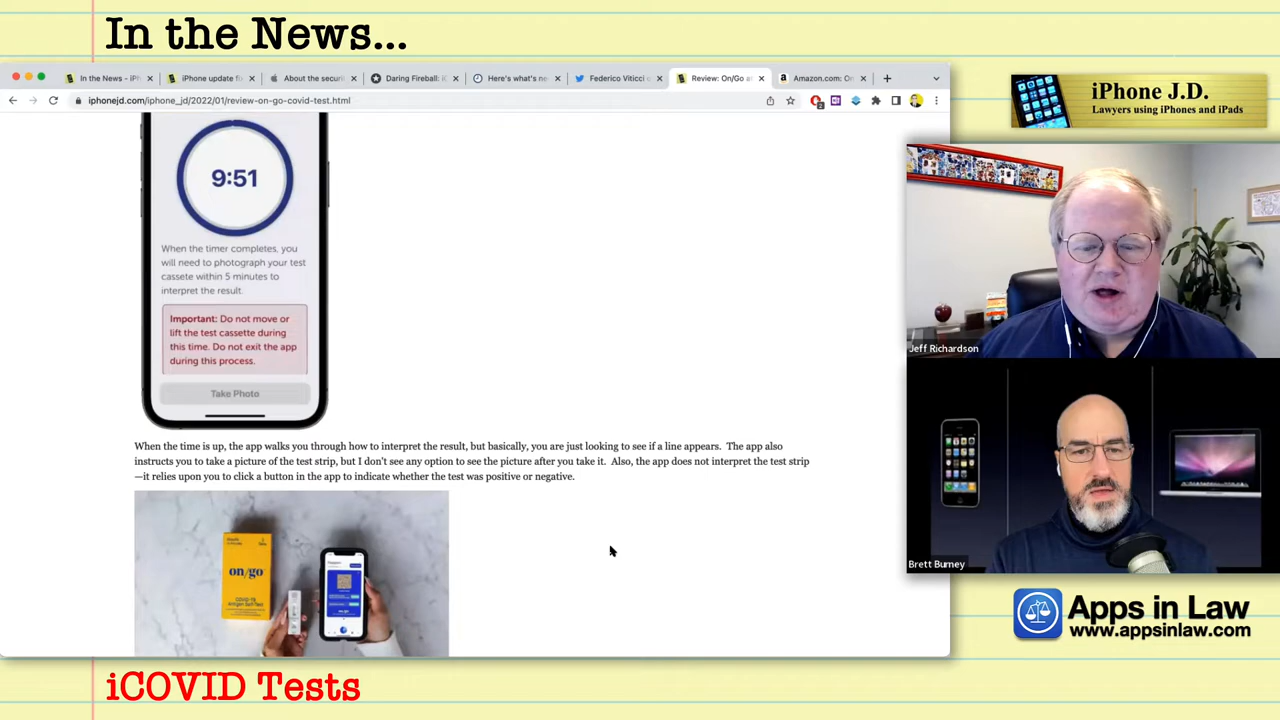 In the News...
In the News - iPh
iPhone update fix
About the securi
Daring Fireball: iC
Here's what's ne
Federico Viticci o
Review: On/Go a
Amazon.com: On
iphonejd.com/iphone_jd/2022/01/review-on-go-covid-test.html
iPhone J.D.
Lawyers using iPhones and iPads
9:51
When the timer completes, you
will need to photograph your test
cassete within 5 minutes to
interpret the result.
Important: Do not move or
lift the test cassette during
this time. Do not exit the app
during this process.
Take Photo
Jeff Richardson
When the time is up, the app walks you through how to interpret the result, but basically, you are just looking to see if a line appears. The app also
instructs you to take a picture of the test strip, but I don't see any option to see the picture after you take it. Also, the app does not interpret the test strip
—it relies upon you to click a button in the app to indicate whether the test was positive or negative.
on/go
Brett Burney
Apps in Law
www.appsinlaw.com
iCOVID Tests